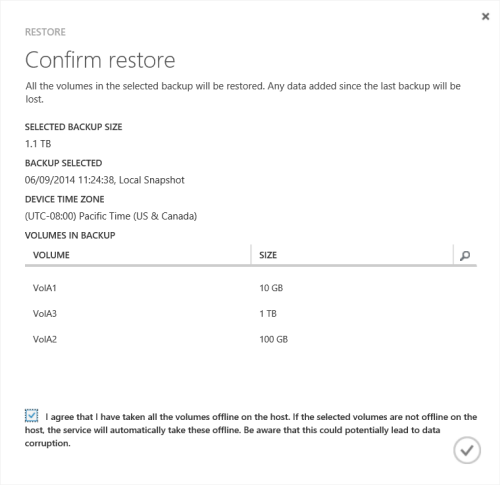 RESTORE
Confirm restore
All the volumes in the selected backup will be restored. Any data added since the last backup will be
lost.
SELECTED BACKUP SIZE
1.1 TB
BACKUP SELECTED
06/09/2014 11:24:38, Local Snapshot
DEVICE TIME ZONE
(UTC-08:00) Pacific Time (US & Canada)
VOLUMES IN BACKUP
VOLUME SIZE
VolA1 10 GB
VolA3 1 TB
VolA2 100 GB
I agree that I have taken all the volumes offline on the host. If the selected volumes are not offline on the
host, the service will automatically take these offline. Be aware that this could potentially lead to data
corruption.